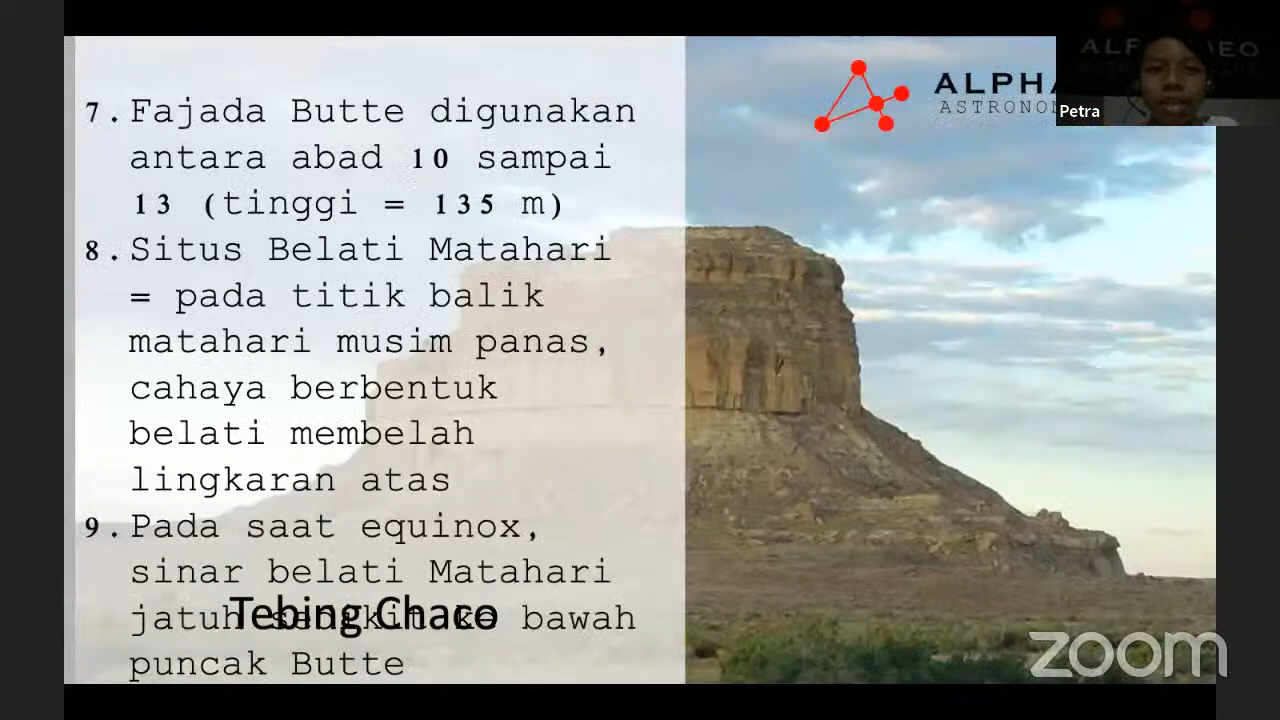 7. Fajada Butte digunakan
antara abad 10 sampai
13 (tinggi = 135 m)
8. Situs Belati Matahari
= pada titik balik
matahari musim panas,
cahaya berbentuk
belati membelah
lingkaran atas
9. Pada saat equinox,
sinar belati Matahari
jatuh ke bawah
puncak Butte
Tebing Chaco
ALPHA
ASTRONOM
Petra
zoom